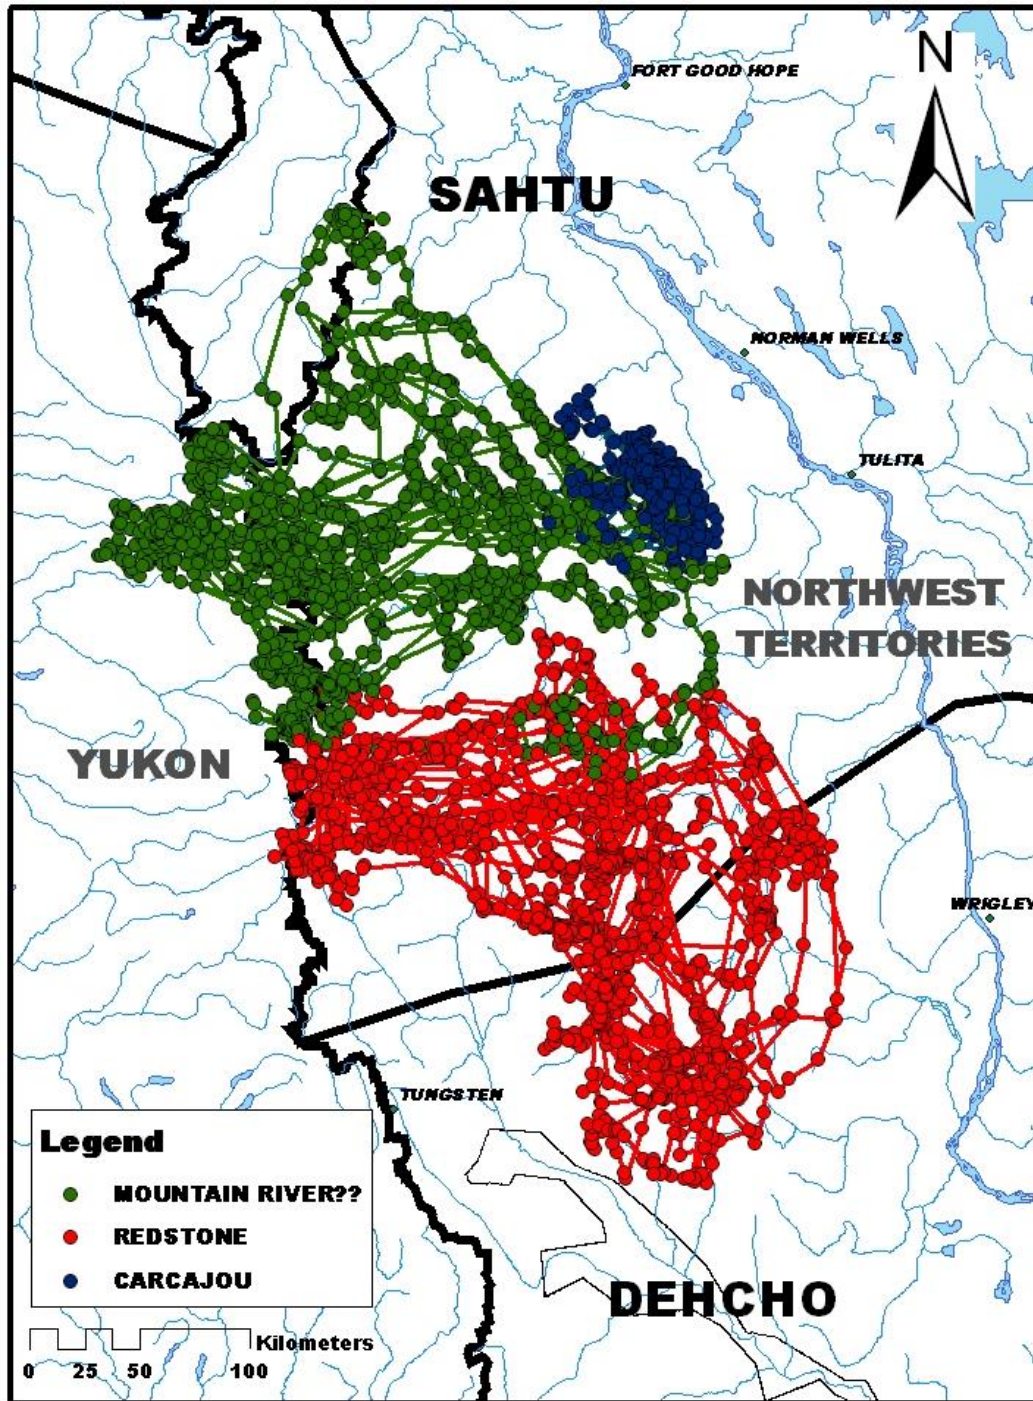 N
FORT GOOD HOPE
SAHTU
NORMAN WELLS
TULITA
NORTHWEST
TERRITORIES
YUKON
WRIGLEY
TUNGSTEN
Legend
MOUNTAIN RIVER??
REDSTONE
CARCAJOU
DEHCHO
Kilometers
0 25 50 100